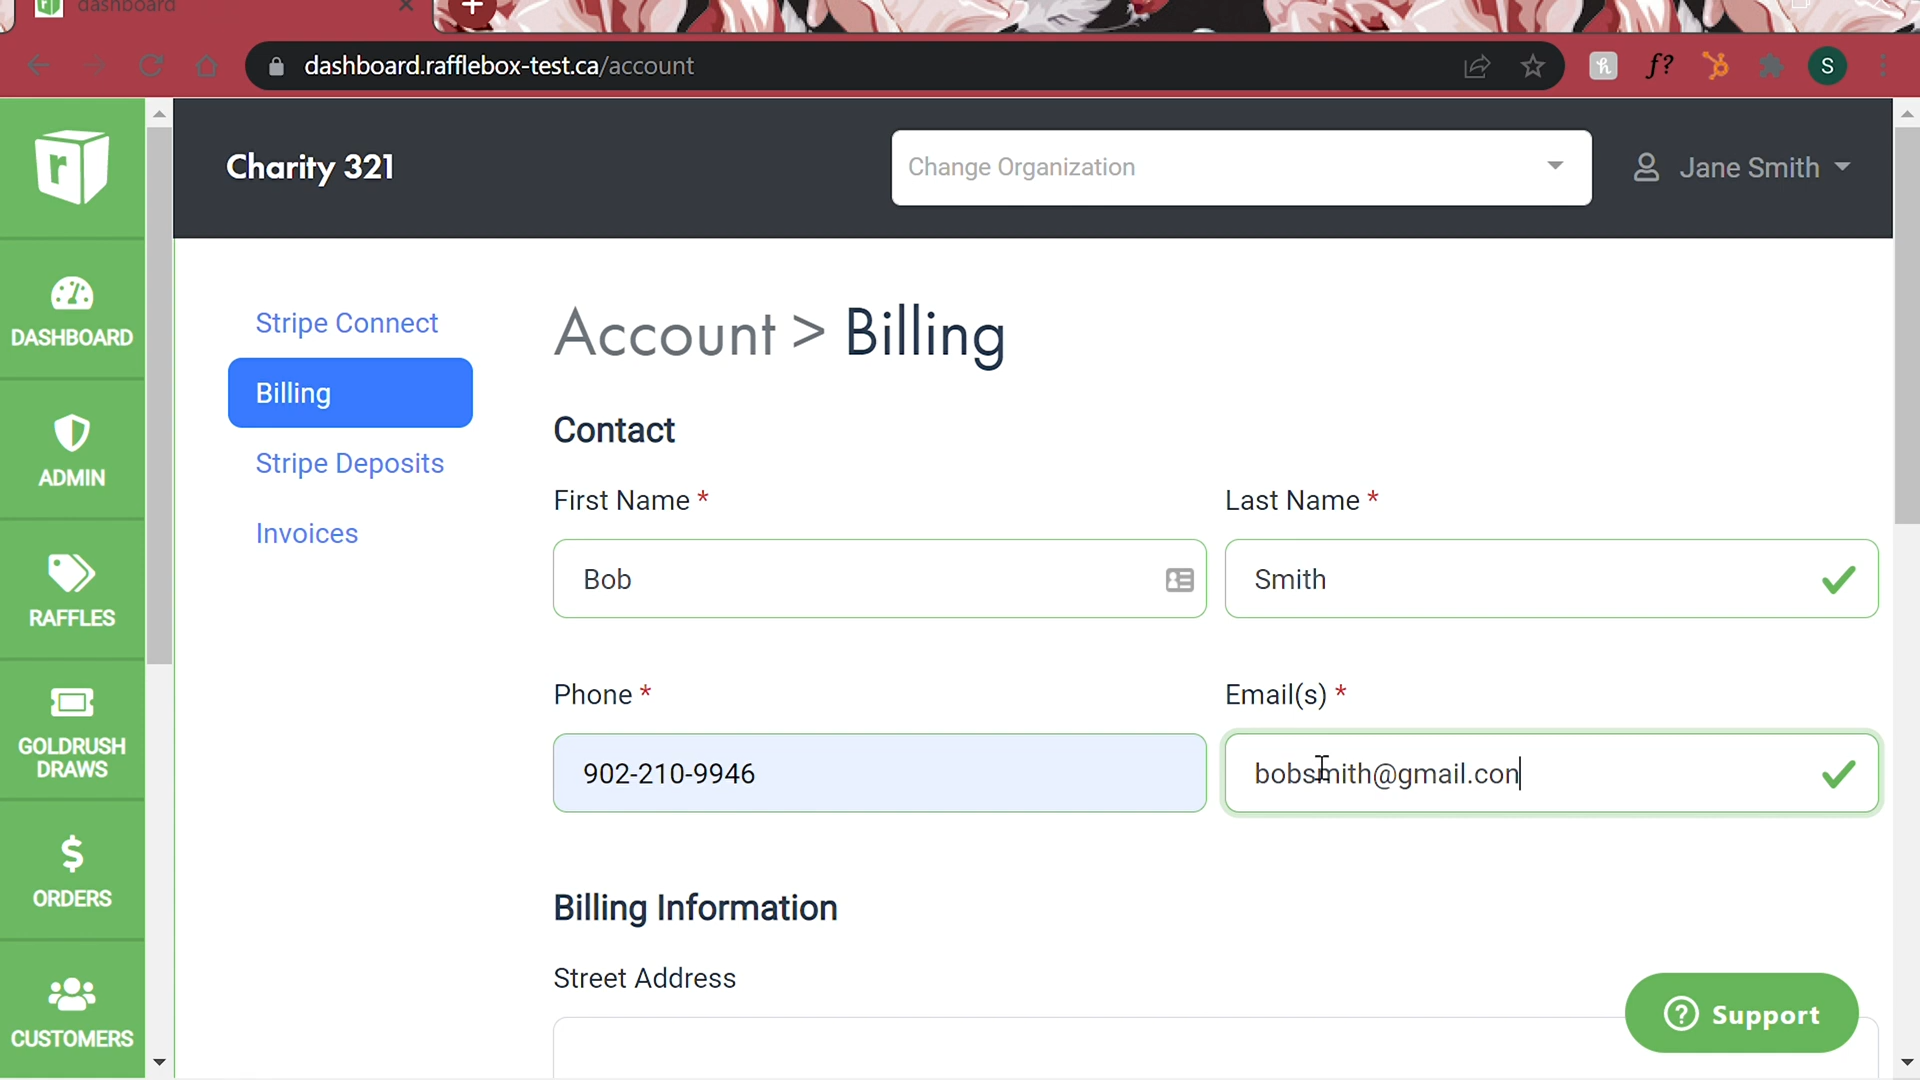 dashboard
dashboard.rafflebox-test.ca/account
f?
S
Charity 321
Change Organization
Jane Smith
DASHBOARD
ADMIN
RAFFLES
GOLDRUSH
DRAWS
ORDERS
CUSTOMERS
Stripe Connect
Billing
Stripe Deposits
Invoices
Account > Billing
Contact
First Name *
Last Name *
Bob
Smith
Phone *
Email(s) *
902-210-9946
bobsmith@gmail.con
Billing Information
Street Address
Support